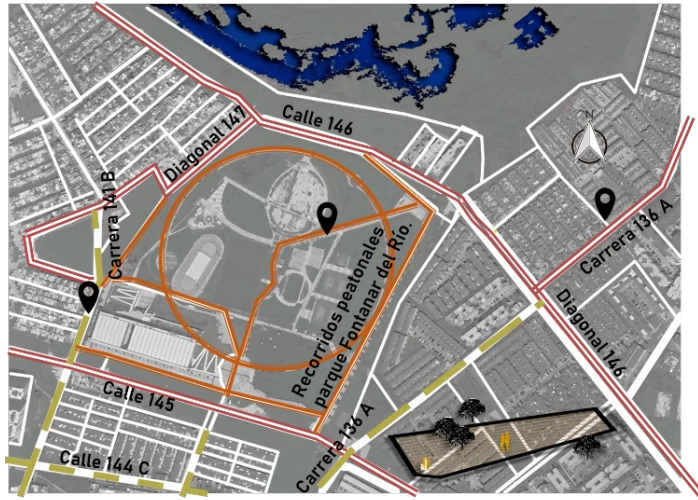 Calle 146
Diagonal 147
N
Carrera 141 B
Carrera 136 A
Recorridos peatonales
parque Fontanar del Río.
Diagonal 146
Calle 145
Carrera 136 A
Calle 144 C